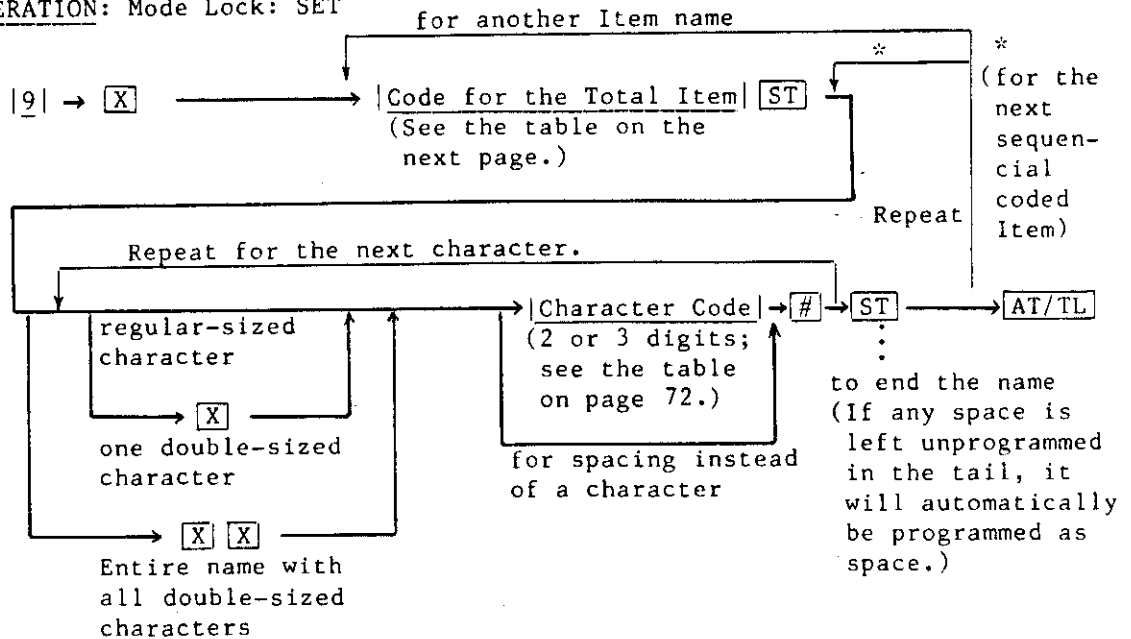 ERATION: Mode Lock: SET
for another Item name
*
*
(for the
next
sequen-
cial
coded
Item)
|9| → X
|Code for the Total Item| ST
(See the table on the
next page.)
Repeat
Repeat for the next character.
regular-sized
character
X
one double-sized
character
X X
Entire name with
all double-sized
characters
|Character Code| → # → ST → AT/TL
(2 or 3 digits;
see the table
on page 72.)
for spacing instead
of a character
to end the name
(If any space is
left unprogrammed
in the tail, it
will automatically
be programmed as
space.)